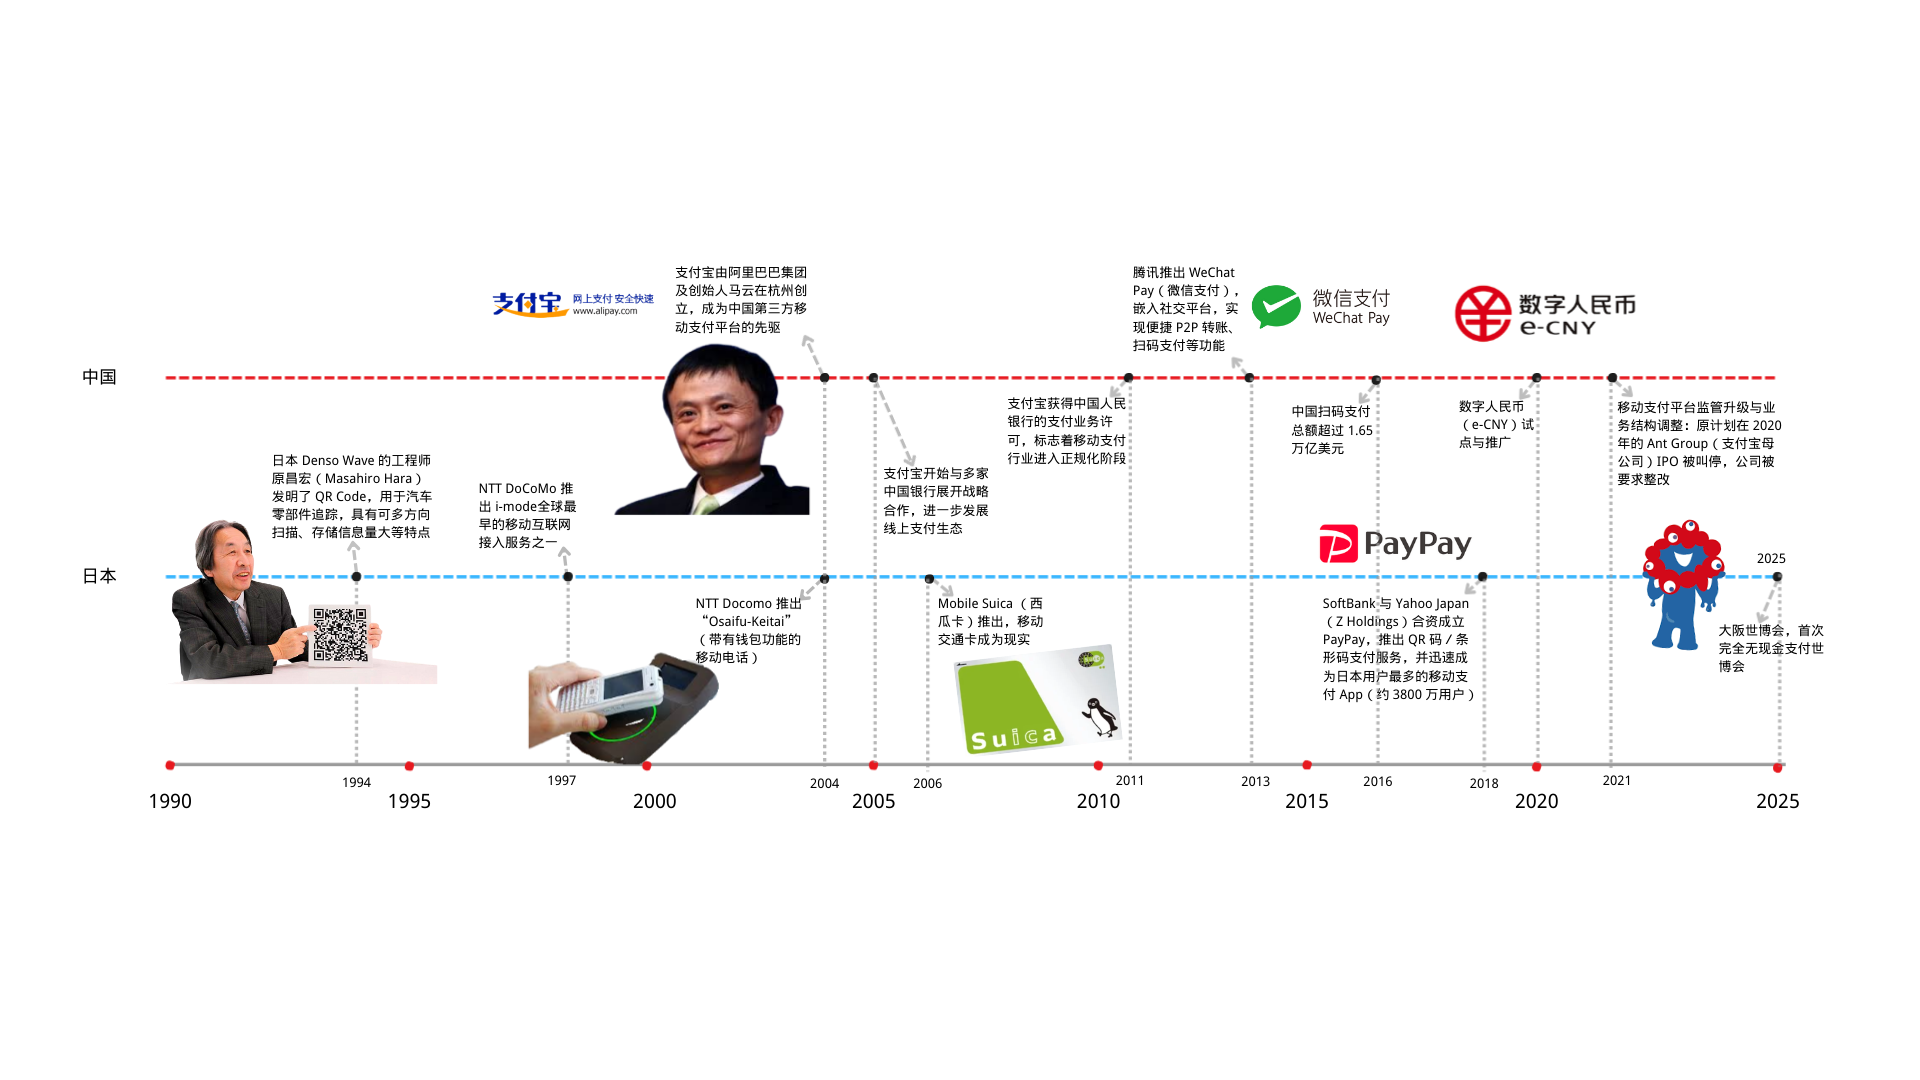 支付宝由阿里巴巴集团
及创始人马云在杭州创
立，成为中国第三方移
动支付平台的先驱
支付宝
网上支付 安全快速
www.alipay.com
腾讯推出 WeChat
Pay（微信支付），
嵌入社交平台，实
现便捷 P2P 转账、
扫码支付等功能
微信支付
WeChat Pay
数字人民币
e-CNY
中国
支付宝获得中国人民
银行的支付业务许
可，标志着移动支付
行业进入正规化阶段
中国扫码支付
总额超过 1.65
万亿美元
数字人民币
（e-CNY）试
点与推广
移动支付平台监管升级与业
务结构调整：原计划在 2020
年的 Ant Group（支付宝母
公司）IPO 被叫停，公司被
要求整改
日本 Denso Wave 的工程师
原昌宏（Masahiro Hara）
发明了 QR Code，用于汽车
零部件追踪，具有可多方向
扫描、存储信息量大等特点
NTT DoCoMo 推
出 i-mode全球最
早的移动互联网
接入服务之一
支付宝开始与多家
中国银行展开战略
合作，进一步发展
线上支付生态
PayPay
2025
日本
NTT Docomo 推出
“Osaifu-Keitai”
（带有钱包功能的
移动电话）
Mobile Suica （西
瓜卡）推出，移动
交通卡成为现实
Suica
SoftBank 与 Yahoo Japan
（Z Holdings）合资成立
PayPay，推出 QR 码 / 条
形码支付服务，并迅速成
为日本用户最多的移动支
付 App（约 3800 万用户）
大阪世博会，首次
完全无现金支付世
博会
1994
1997
2004
2006
2011
2013
2016
2018
2021
1990
1995
2000
2005
2010
2015
2020
2025